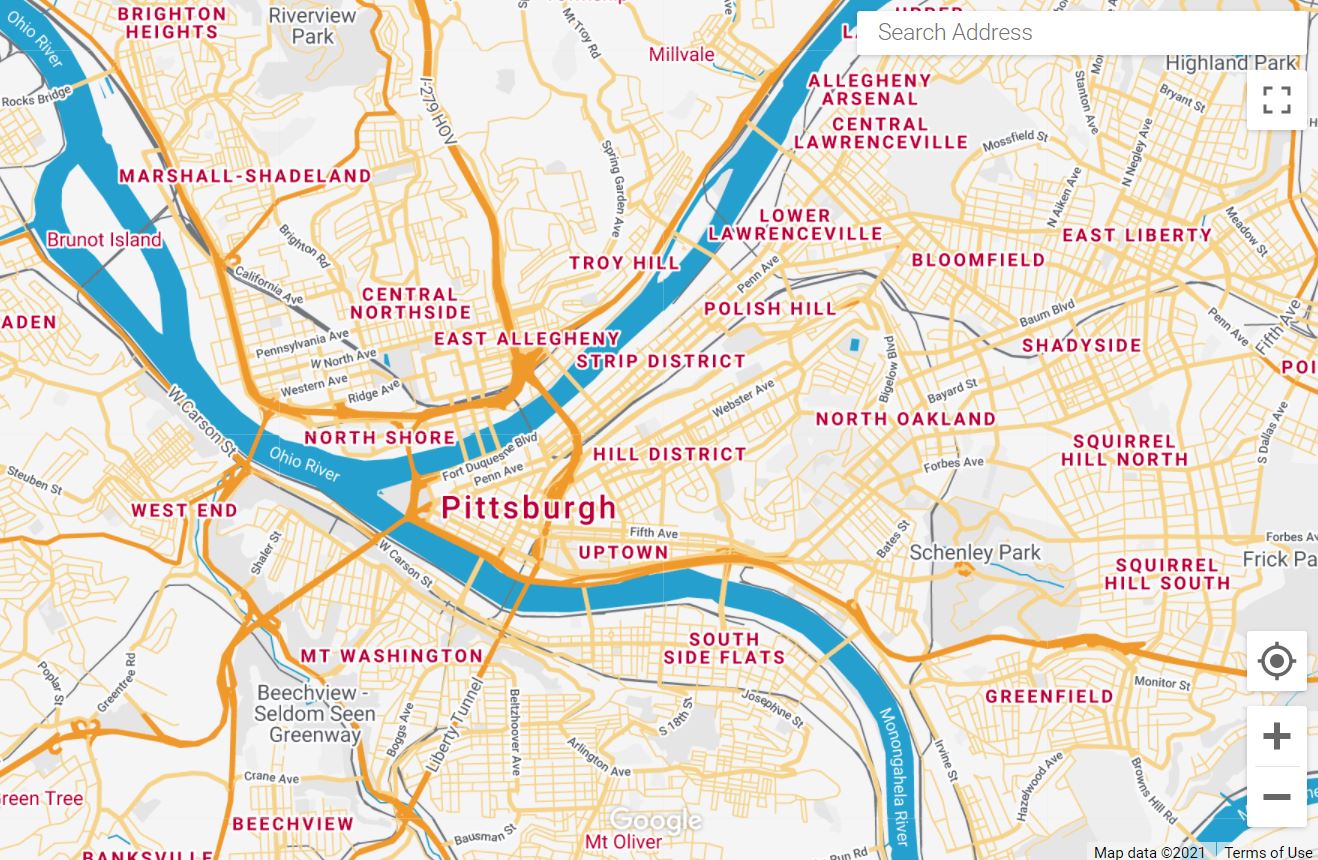 BRIGHTON
HEIGHTS
Riverview
Park
Mt Troy Rd
Millvale
Search Address
Highland Park
Ohio River
Rocks Bridge
I-279 HOV
ALLEGHENY
ARSENAL
CENTRAL
LAWRENCEVILLE
Stanton Ave
Bryant St
Mossfield St
N Negley Ave
MARSHALL-SHADELAND
Spring Garden Ave
N Aiken Ave
Meadow St
Brunot Island
Brighton Rd
LOWER
LAWRENCEVILLE
EAST LIBERTY
TROY HILL
Penn Ave
BLOOMFIELD
California Ave
CENTRAL
NORTHSIDE
POLISH HILL
Baum Blvd
Penn Ave
Fifth Ave
ADEN
Pennsylvania Ave
EAST ALLEGHENY
Bigelow Blvd
SHADYSIDE
W North Ave
STRIP DISTRICT
POI
Western Ave
Ridge Ave
Webster Ave
Bayard St
W Carson St
NORTH OAKLAND
S Dallas Ave
NORTH SHORE
Fort Duquesne Blvd
HILL DISTRICT
SQUIRREL
HILL NORTH
Ohio River
Penn Ave
Forbes Ave
Steuben St
WEST END
Pittsburgh
Fifth Ave
Bates St
Forbes Av
Shaler St
W Carson St
UPTOWN
Schenley Park
Frick Pa
SQUIRREL
HILL SOUTH
MT WASHINGTON
SOUTH
SIDE FLATS
Poplar St
Greentree Rd
Beechview -
Seldom Seen
Greenway
Liberty Tunnel
Boggs Ave
Beltzhoover Ave
S 18th St
Josephine St
GREENFIELD
Monitor St
Monongahela River
Irvine St
Arlington Ave
Hazelwood Ave
Browns Hill Rd
Crane Ave
reen Tree
BEECHVIEW
Bausman St
Google
Mt Oliver
BANKSVILLE
Run Rd
Map data ©2021
Terms of Use